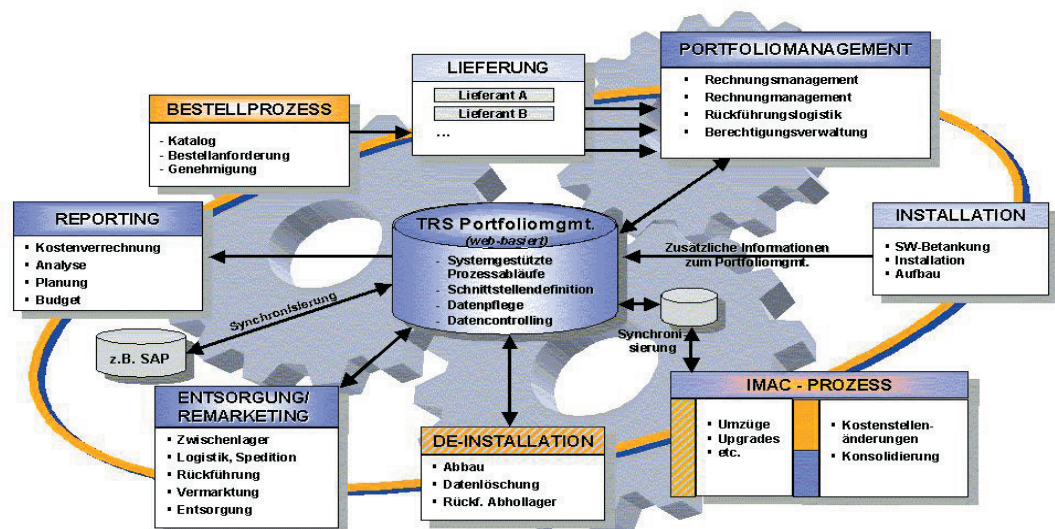 LIEFERUNG
Lieferant A
Lieferant B
...
PORTFOLIOMANAGEMENT
▪ Rechnungsmanagement
▪ Rechnungmanagement
▪ Rückführungslogistik
▪ Berechtigungsverwaltung
BESTELLPROZESS
- Katalog
- Bestellanforderung
- Genehmigung
REPORTING
▪ Kostenverrechnung
▪ Analyse
▪ Planung
▪ Budget
TRS Portfoliomgmt.
(web-basiert)
- Systemgestützte
Prozessabläufe
- Schnittstellendefinition
- Datenpflege
- Datencontrolling
Zusätzliche Informationen
zum Portfoliomgmt.
INSTALLATION
▪ SW-Betankung
▪ Installation
▪ Aufbau
Synchronisierung
z.B. SAP
Synchroni-
sierung
ENTSORGUNG/
REMARKETING
▪ Zwischenlager
▪ Logistik, Spedition
▪ Rückführung
▪ Vermarktung
▪ Entsorgung
DE-INSTALLATION
▪ Abbau
▪ Datenlöschung
▪ Rückf. Abhollager
IMAC - PROZESS
▪ Umzüge
▪ Upgrades
▪ etc.
▪ Kostenstellen-
änderungen
▪ Konsolidierung